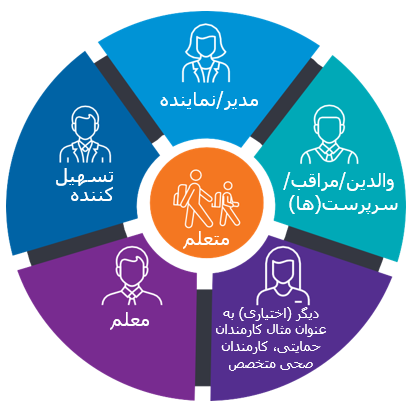 مدیر/نماینده
والدین/مراقب/
سرپرست(ها)
تسهیل
کننده
متعلم
معلم
دیگر (اختیاری) به
عنوان مثال کارمندان
حمایتی، کارمندان
صحی متخصص